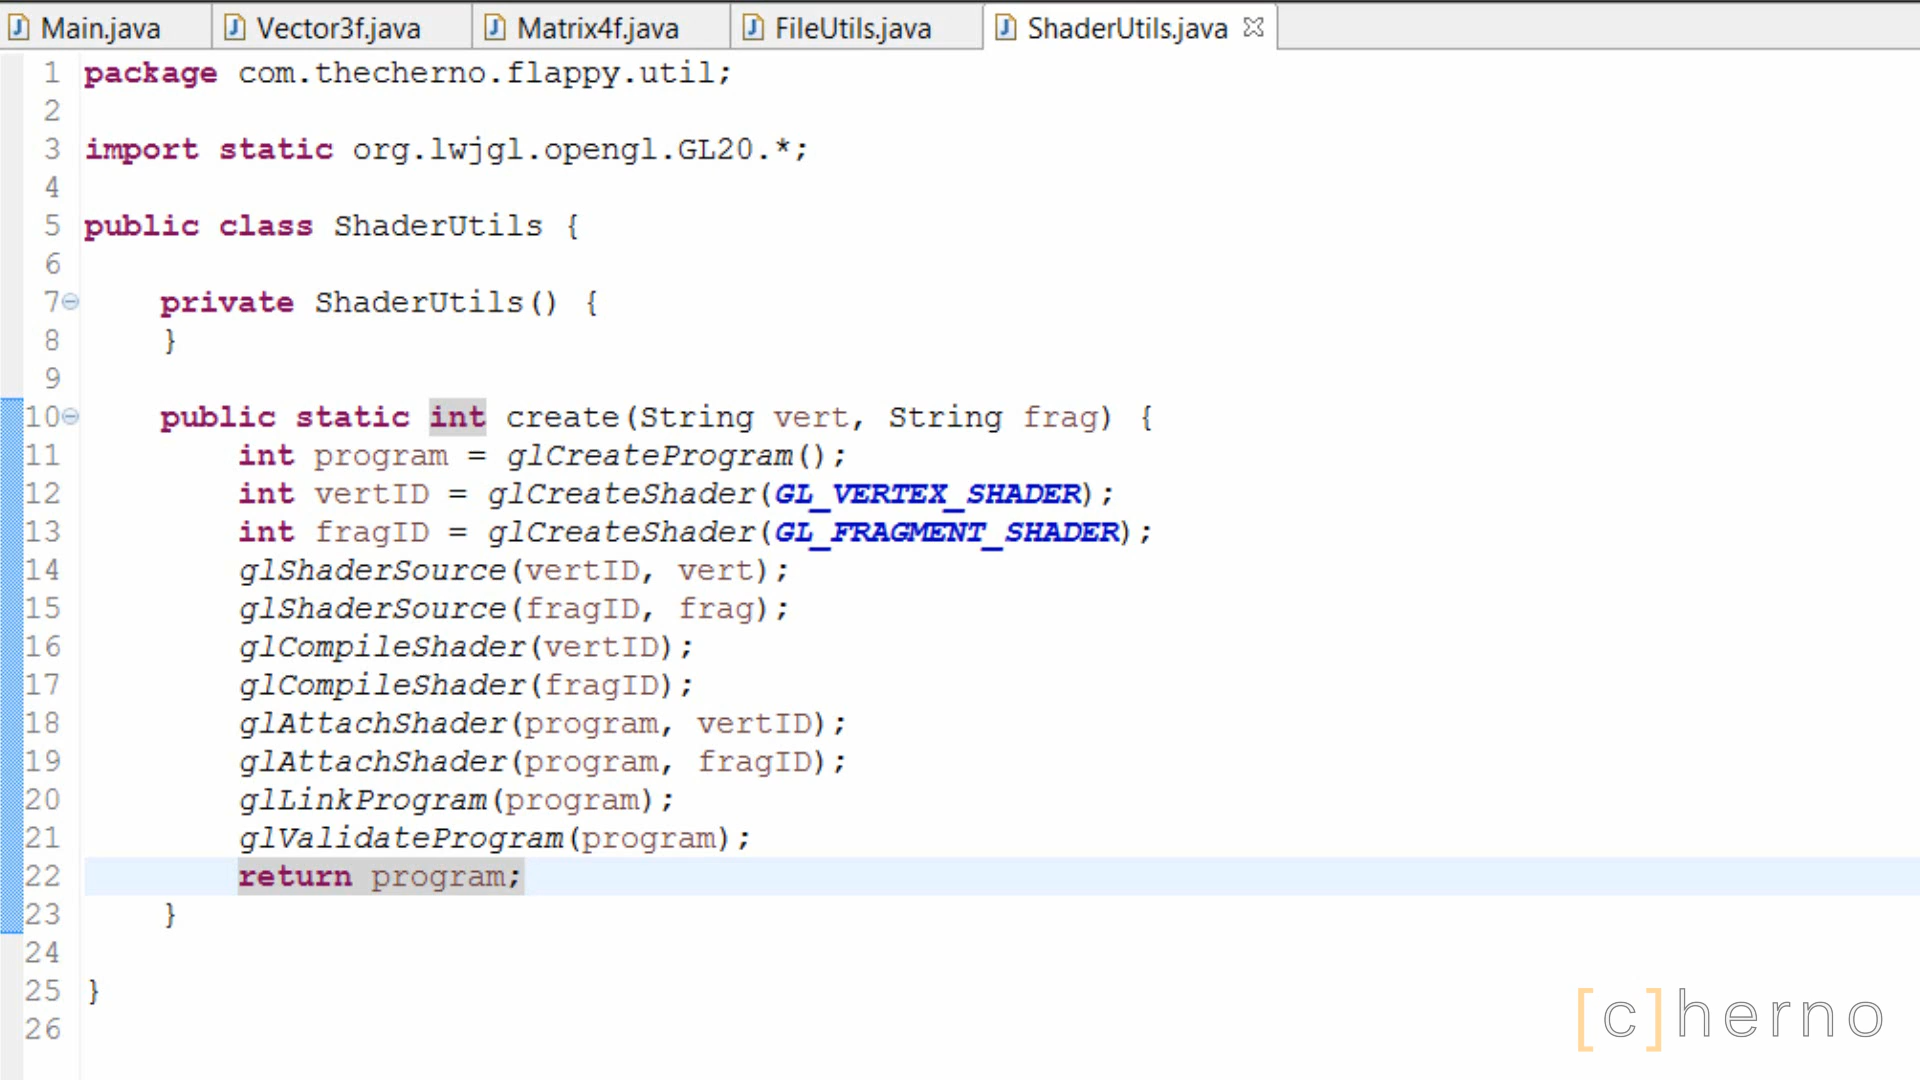 Main.java Vector3f.java Matrix4f.java FileUtils.java ShaderUtils.java
1 package com.thecherno.flappy.util;
2
3 import static org.lwjgl.opengl.GL20.*;
4
5 public class ShaderUtils {
6
7 private ShaderUtils() {
8 }
9
10 public static int create(String vert, String frag) {
11 int program = glCreateProgram();
12 int vertID = glCreateShader(GL_VERTEX_SHADER);
13 int fragID = glCreateShader(GL_FRAGMENT_SHADER);
14 glShaderSource(vertID, vert);
15 glShaderSource(fragID, frag);
16 glCompileShader(vertID);
17 glCompileShader(fragID);
18 glAttachShader(program, vertID);
19 glAttachShader(program, fragID);
20 glLinkProgram(program);
21 glValidateProgram(program);
22 return program;
23 }
24
25 }
26
[c]herno